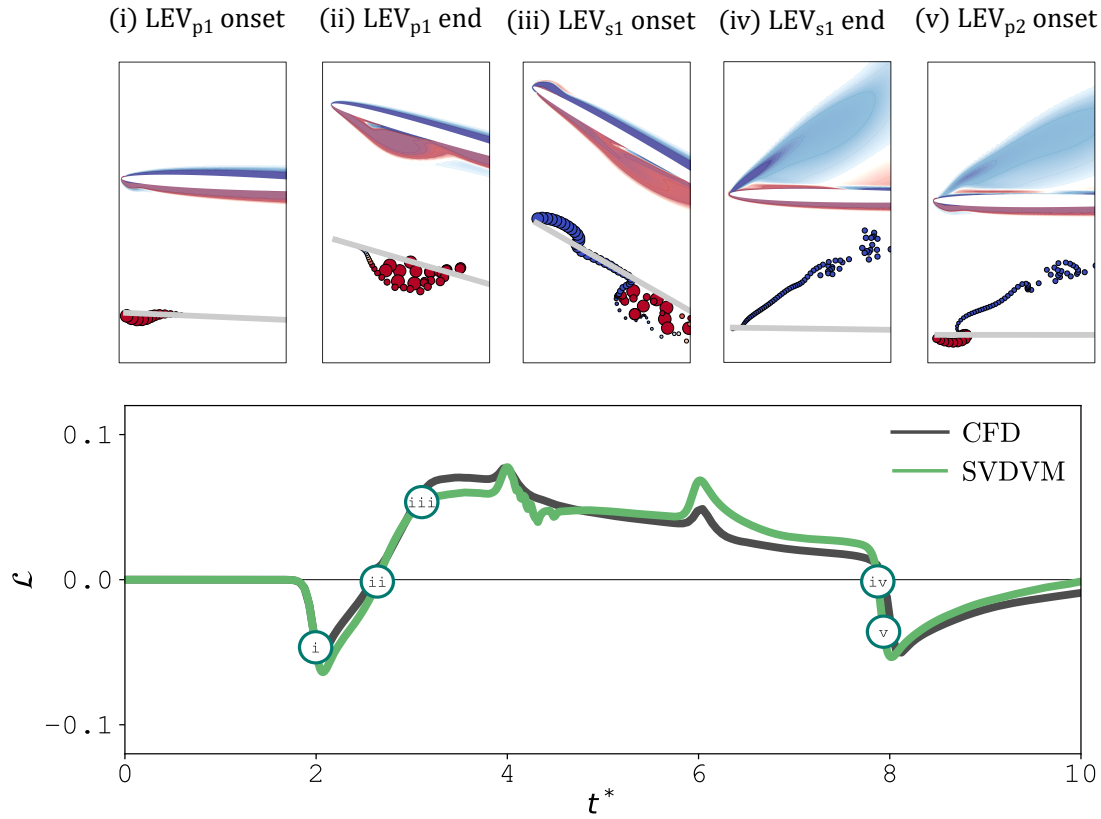 (i) LEVp1 onset (ii) LEVp1 end (iii) LEVs1 onset (iv) LEVs1 end (v) LEVp2 onset
0.1
CFD
SVDVM
iii
ℒ
0.0
ii
iv
i
v
−0.1
0 2 4 6 8 10
t*